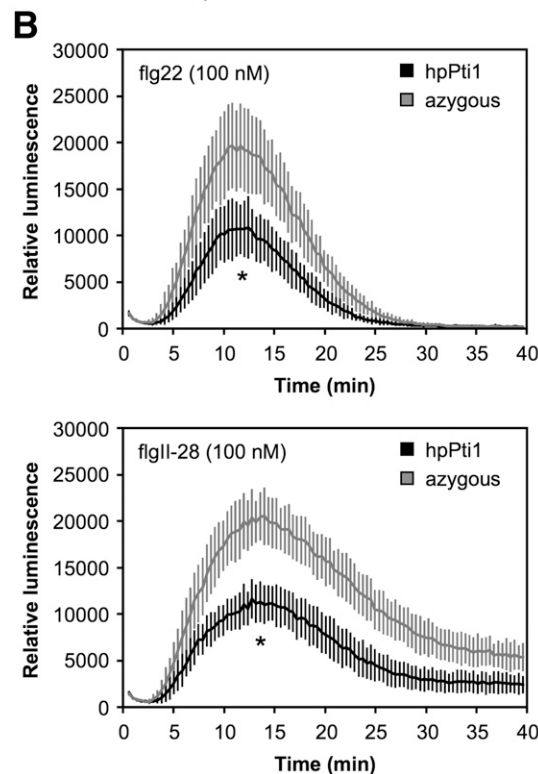 B
30000
25000
20000
15000
10000
5000
0
Relative luminescence
flg22 (100 nM)
hpPti1
azygous
*
0 5 10 15 20 25 30 35 40
Time (min)
30000
25000
20000
15000
10000
5000
0
Relative luminescence
flgII-28 (100 nM)
hpPti1
azygous
*
0 5 10 15 20 25 30 35 40
Time (min)